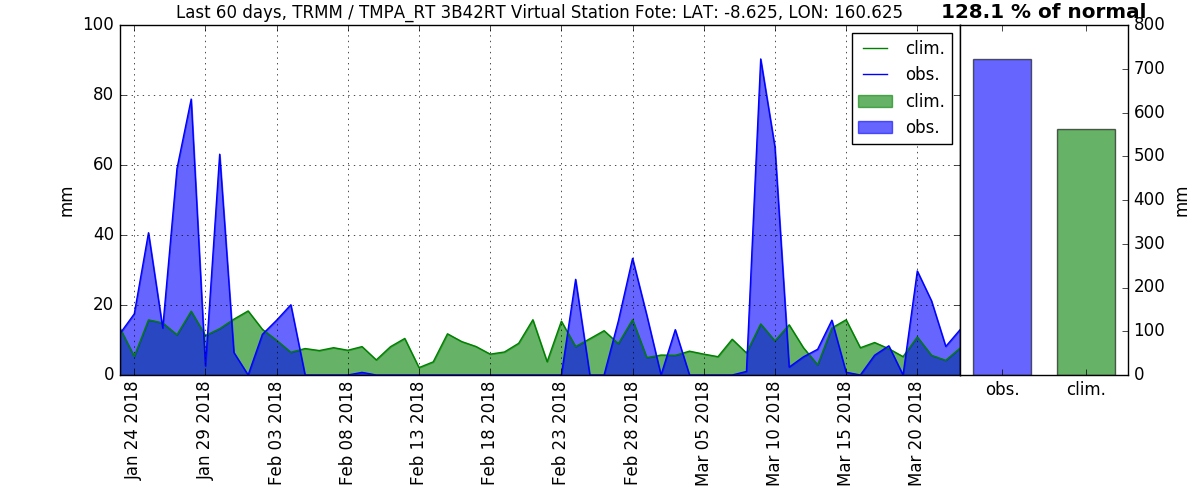 Last 60 days, TRMM / TMPA_RT 3B42RT Virtual Station Fote: LAT: -8.625, LON: 160.625
128.1 % of normal
100
80
60
40
20
0
mm
clim.
obs.
clim.
obs.
800
700
600
500
400
300
200
100
0
mm
obs.
clim.
Jan 24 2018
Jan 29 2018
Feb 03 2018
Feb 08 2018
Feb 13 2018
Feb 18 2018
Feb 23 2018
Feb 28 2018
Mar 05 2018
Mar 10 2018
Mar 15 2018
Mar 20 2018